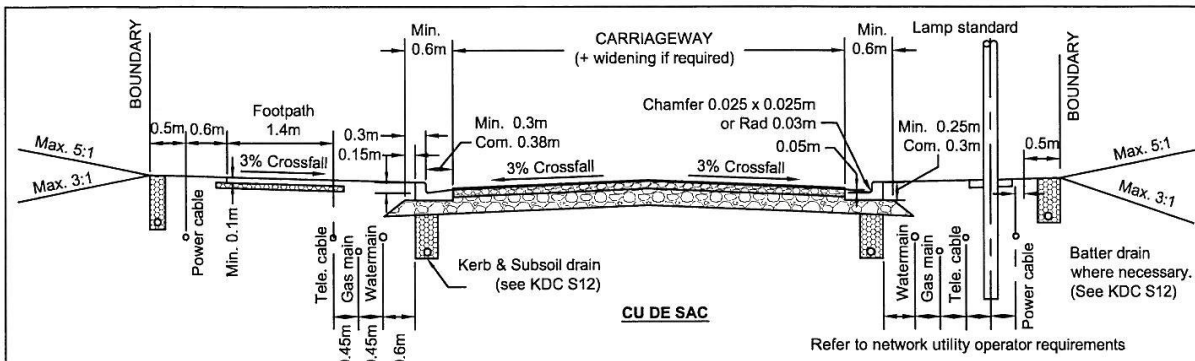 Min.
0.6m
CARRIAGEWAY
(+ widening if required)
Min.
0.6m
Lamp standard
BOUNDARY
BOUNDARY
0.5m
0.6m
Footpath
1.4m
0.3m
0.15m
Min. 0.3m
Com. 0.38m
Chamfer 0.025 x 0.025m
or Rad 0.03m
0.05m
Min. 0.25m
Com. 0.3m
0.5m
Max. 5:1
Max. 3:1
3% Crossfall
3% Crossfall
3% Crossfall
Max. 5:1
Max. 3:1
Power cable
Min. 0.1m
Tele. cable
Gas main
Watermain
0.45m
0.45m
0.6m
Kerb & Subsoil drain
(see KDC S12)
CU DE SAC
Watermain
Gas main
Tele. cable
Power cable
Batter drain
where necessary.
(See KDC S12)
Refer to network utility operator requirements